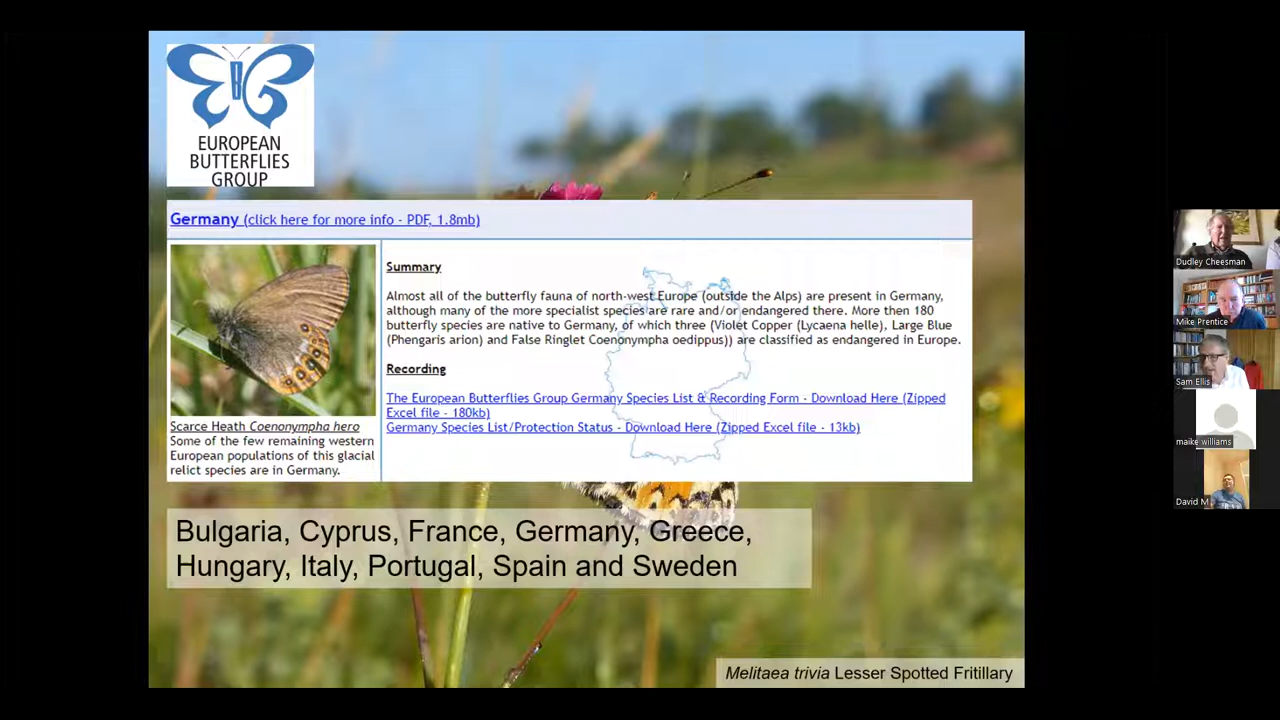 EUROPEAN
BUTTERFLIES
GROUP
Germany (click here for more info - PDF, 1.8mb)
Scarce Heath Coenonympha hero
Some of the few remaining western
European populations of this glacial
relict species are in Germany.
Summary
Almost all of the butterfly fauna of north-west Europe (outside the Alps) are present in Germany,
although many of the more specialist species are rare and/or endangered there. More then 180
butterfly species are native to Germany, of which three (Violet Copper (Lycaena helle), Large Blue
(Phengaris arion) and False Ringlet Coenonympha oedippus)) are classified as endangered in Europe.
Recording
The European Butterflies Group Germany Species List & Recording Form - Download Here (Zipped
Excel file - 180kb)
Germany Species List/Protection Status - Download Here (Zipped Excel file - 13kb)
Bulgaria, Cyprus, France, Germany, Greece,
Hungary, Italy, Portugal, Spain and Sweden
Melitaea trivia Lesser Spotted Fritillary
Dudley Cheesman
Mike Prentice
Sam Ellis
maike williams
David M